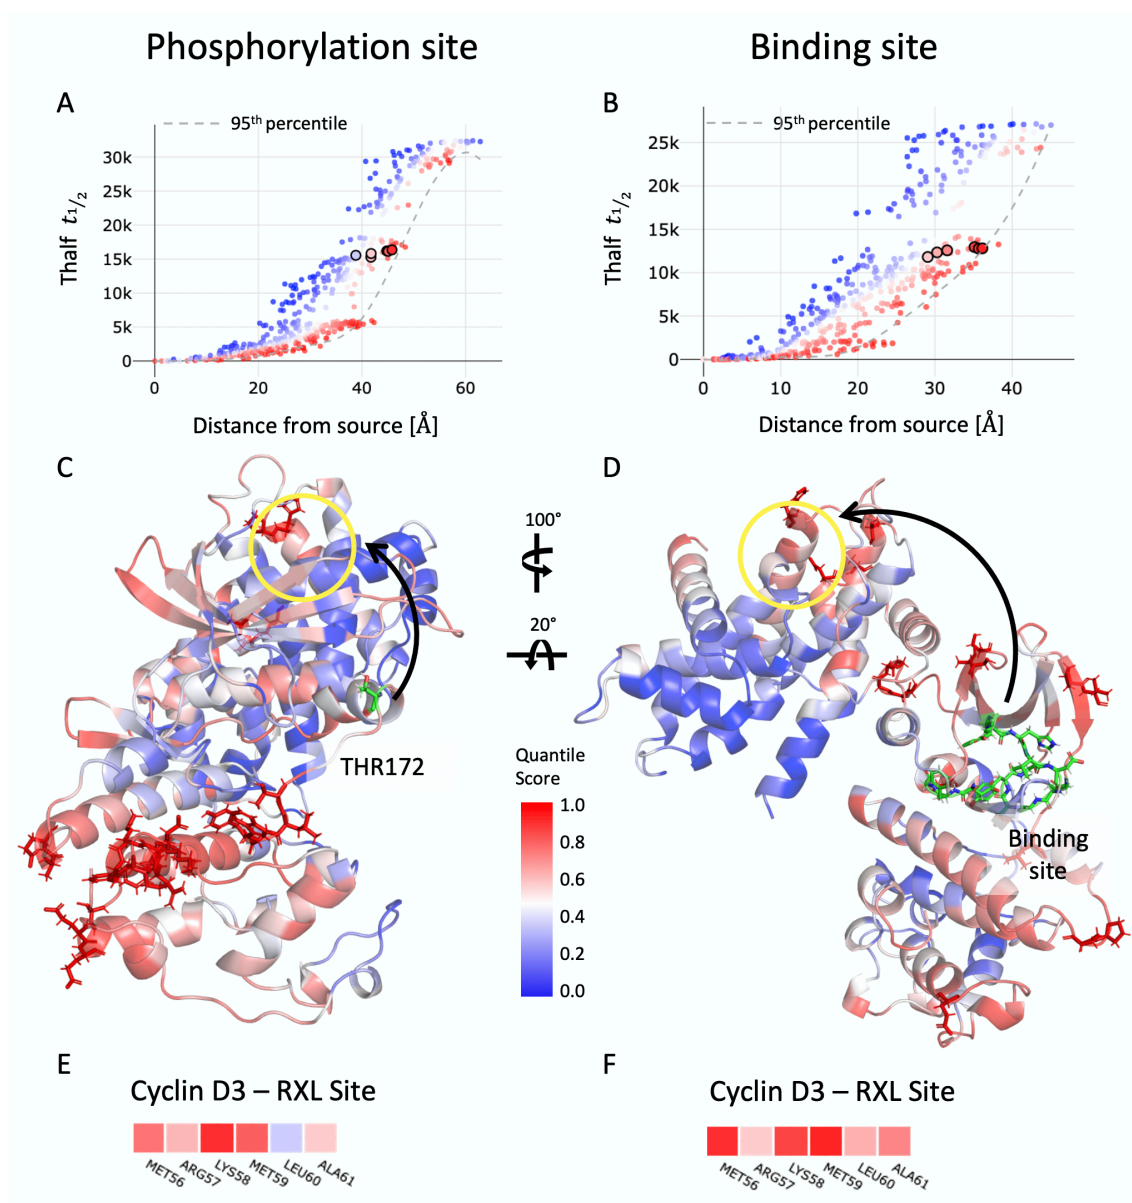 Phosphorylation site
Binding site
A
B
95th percentile
95th percentile
Thalf t1/2
30k
25k
20k
15k
10k
5k
0
0
20
40
60
Distance from source [Å]
Thalf t1/2
25k
20k
15k
10k
5k
0
0
10
20
30
40
Distance from source [Å]
C
D
100°
20°
THR172
Quantile
Score
1.0
0.8
0.6
0.4
0.2
0.0
Binding
site
E
F
Cyclin D3 – RXL Site
MET56
ARG57
LYS58
MET59
LEU60
ALA61
Cyclin D3 – RXL Site
MET56
ARG57
LYS58
MET59
LEU60
ALA61